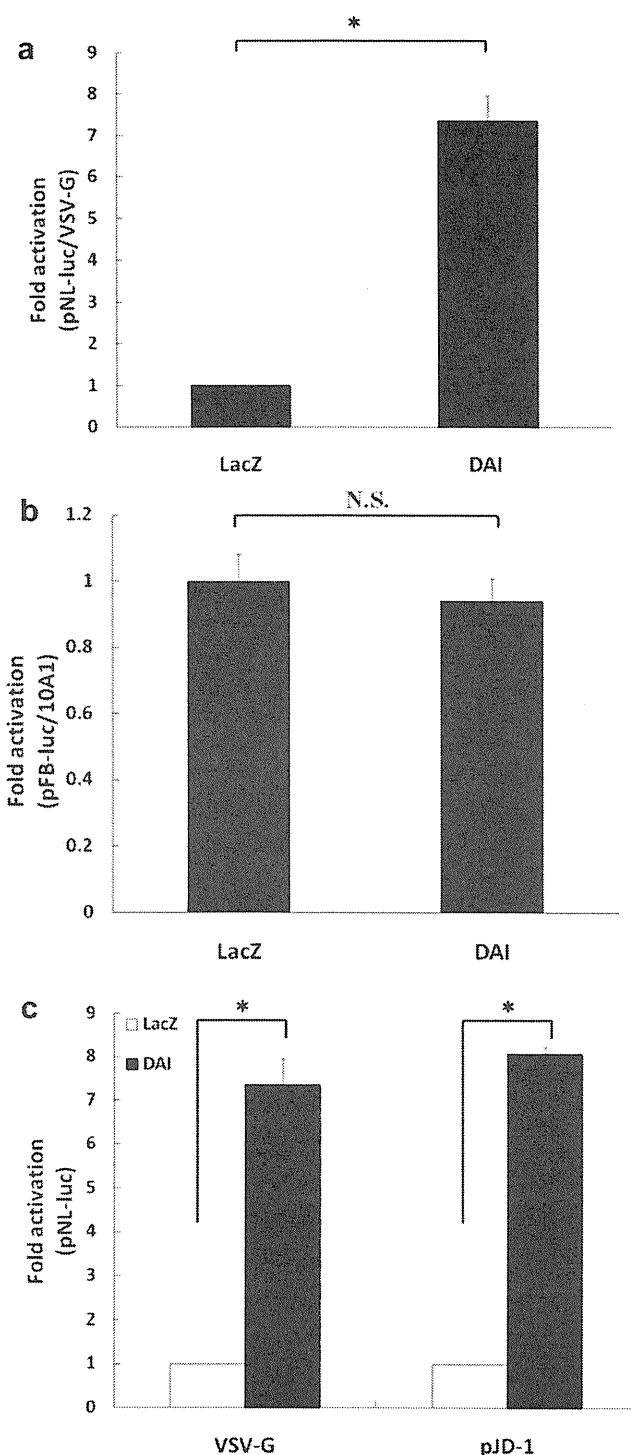 a
*
9
8
7
6
5
4
3
2
1
0
Fold activation
(pNL-luc/VSV-G)
LacZ
DAI
b
N.S.
1.2
1
0.8
0.6
0.4
0.2
0
Fold activation
(pFB-luc/10A1)
LacZ
DAI
c
LacZ
DAI
*
*
9
8
7
6
5
4
3
2
1
0
Fold activation
(pNL-luc)
VSV-G
pJD-1